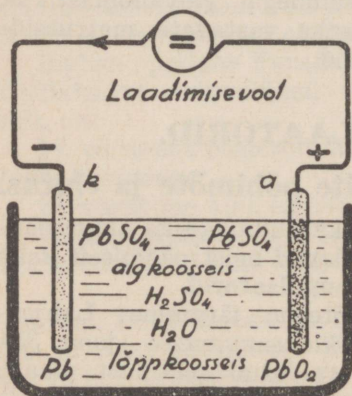 =
Laadimisevool
− +
k a
PbSO₄ PbSO₄
algkoosseis
H₂SO₄
H₂O
lõppkoosseis
Pb PbO₂